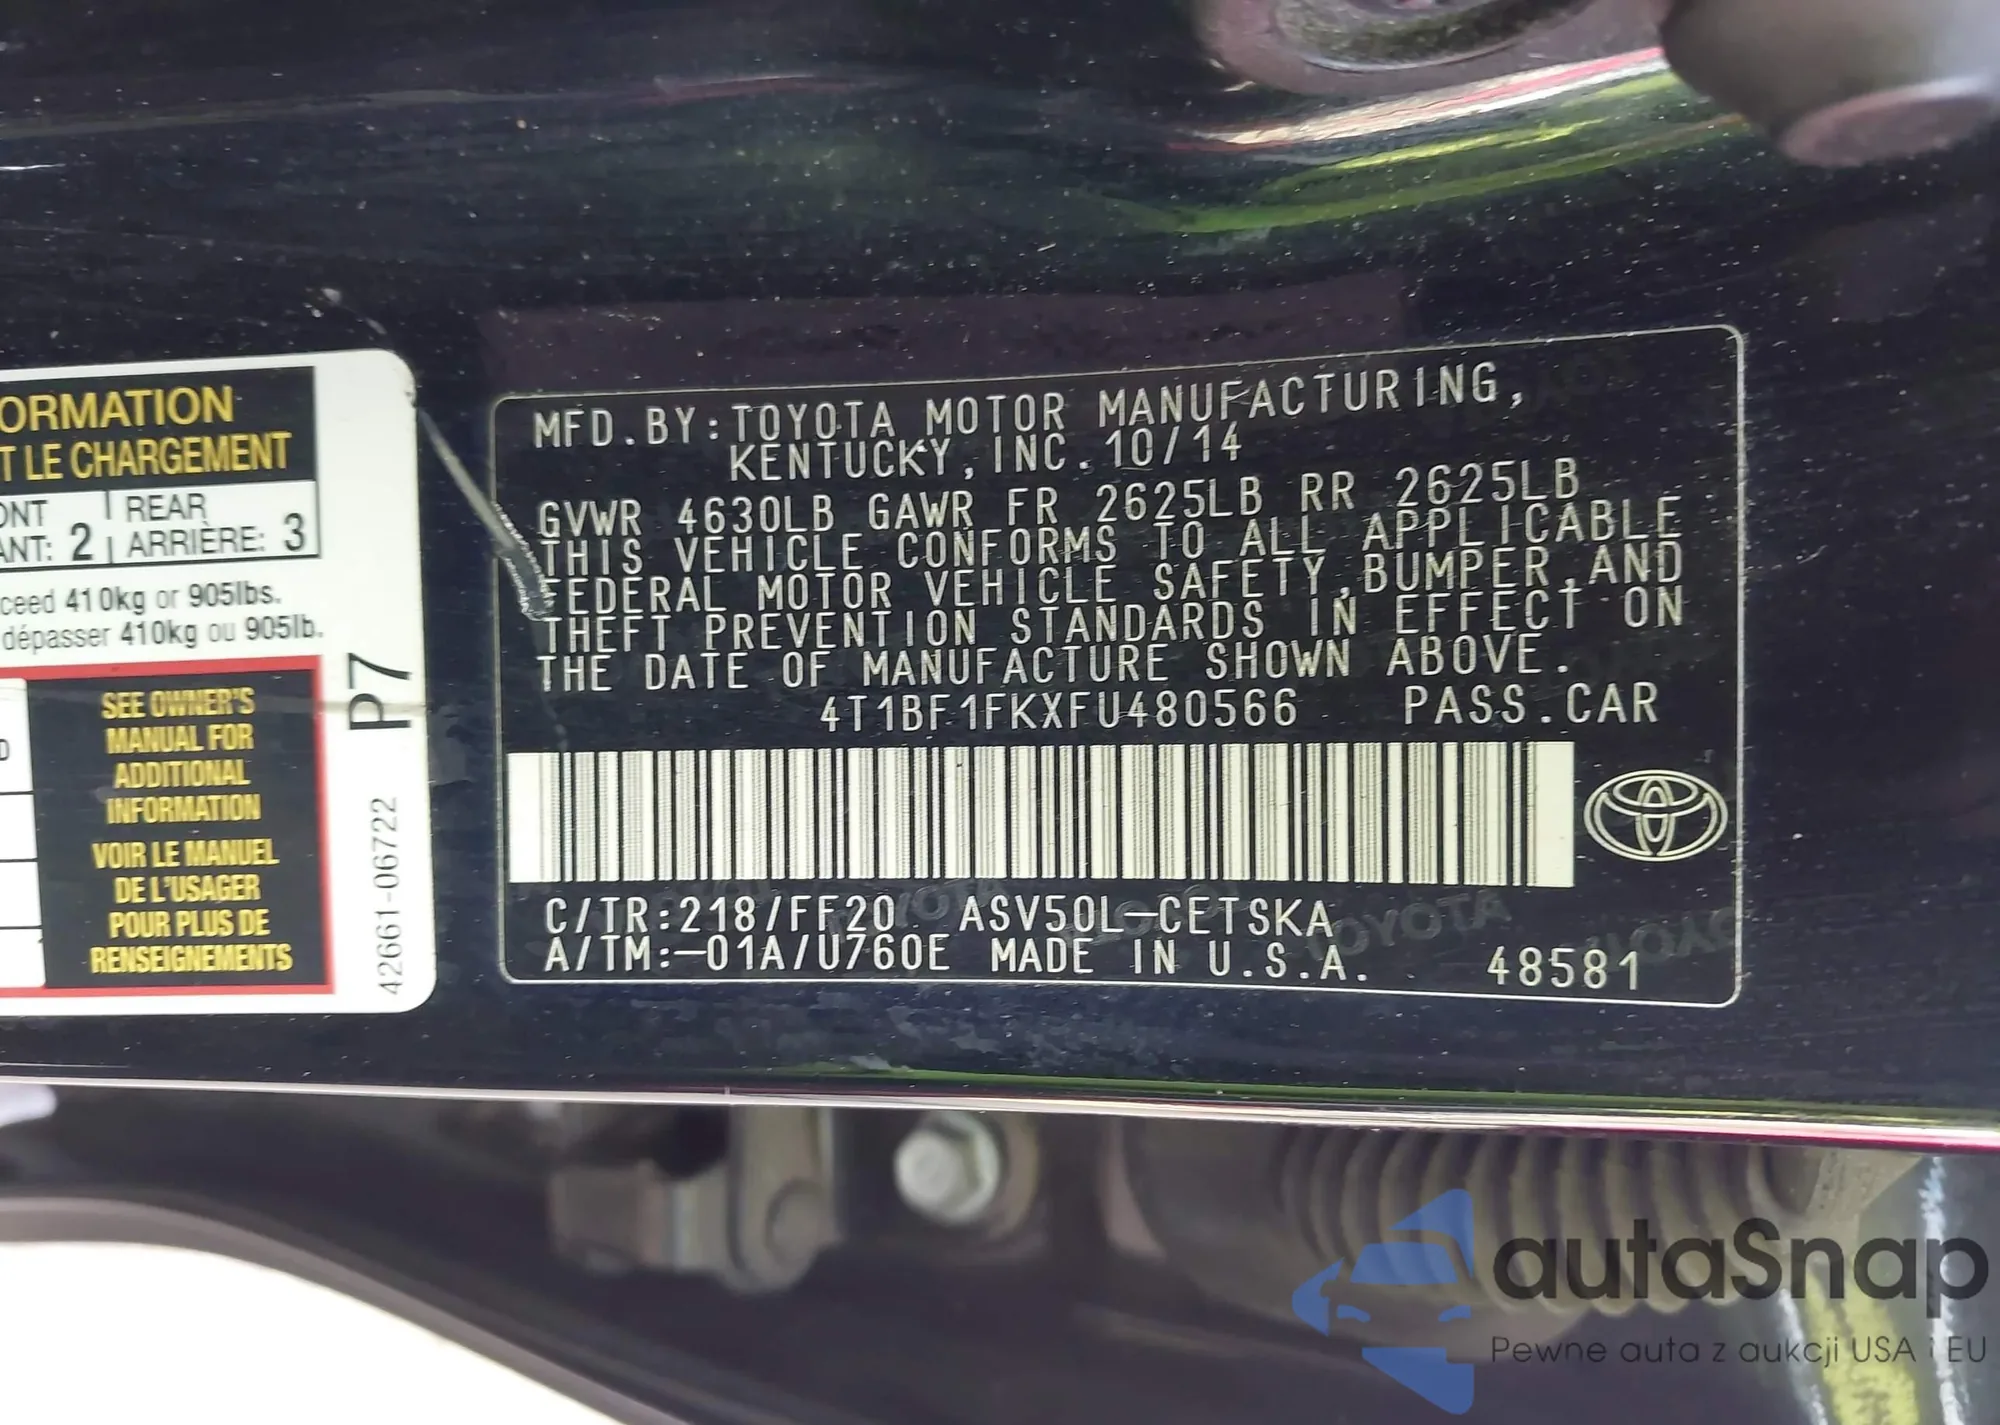 ORMATION
T LE CHARGEMENT
ONT
ANT: 2
REAR
ARRIÈRE: 3
ceed 410kg or 905lbs.
dépasser 410kg ou 905lb.
SEE OWNER'S
MANUAL FOR
ADDITIONAL
INFORMATION
VOIR LE MANUEL
DE L'USAGER
POUR PLUS DE
RENSEIGNEMENTS
P7
42661-06722
MFD.BY:TOYOTA MOTOR MANUFACTURING,
KENTUCKY, INC. 10/14
GVWR 4630LB GAWR FR 2625LB RR 2625LB
THIS VEHICLE CONFORMS TO ALL APPLICABLE
FEDERAL MOTOR VEHICLE SAFETY,BUMPER,AND
THEFT PREVENTION STANDARDS IN EFFECT ON
THE DATE OF MANUFACTURE SHOWN ABOVE.
4T1BF1FKXFU480566 PASS.CAR
C/TR:218/FF20 ASV50L-CETSKA
A/TM:-01A/U760E MADE IN U.S.A. 48581
autaSnap
Pewne auta z aukcji USA i EU